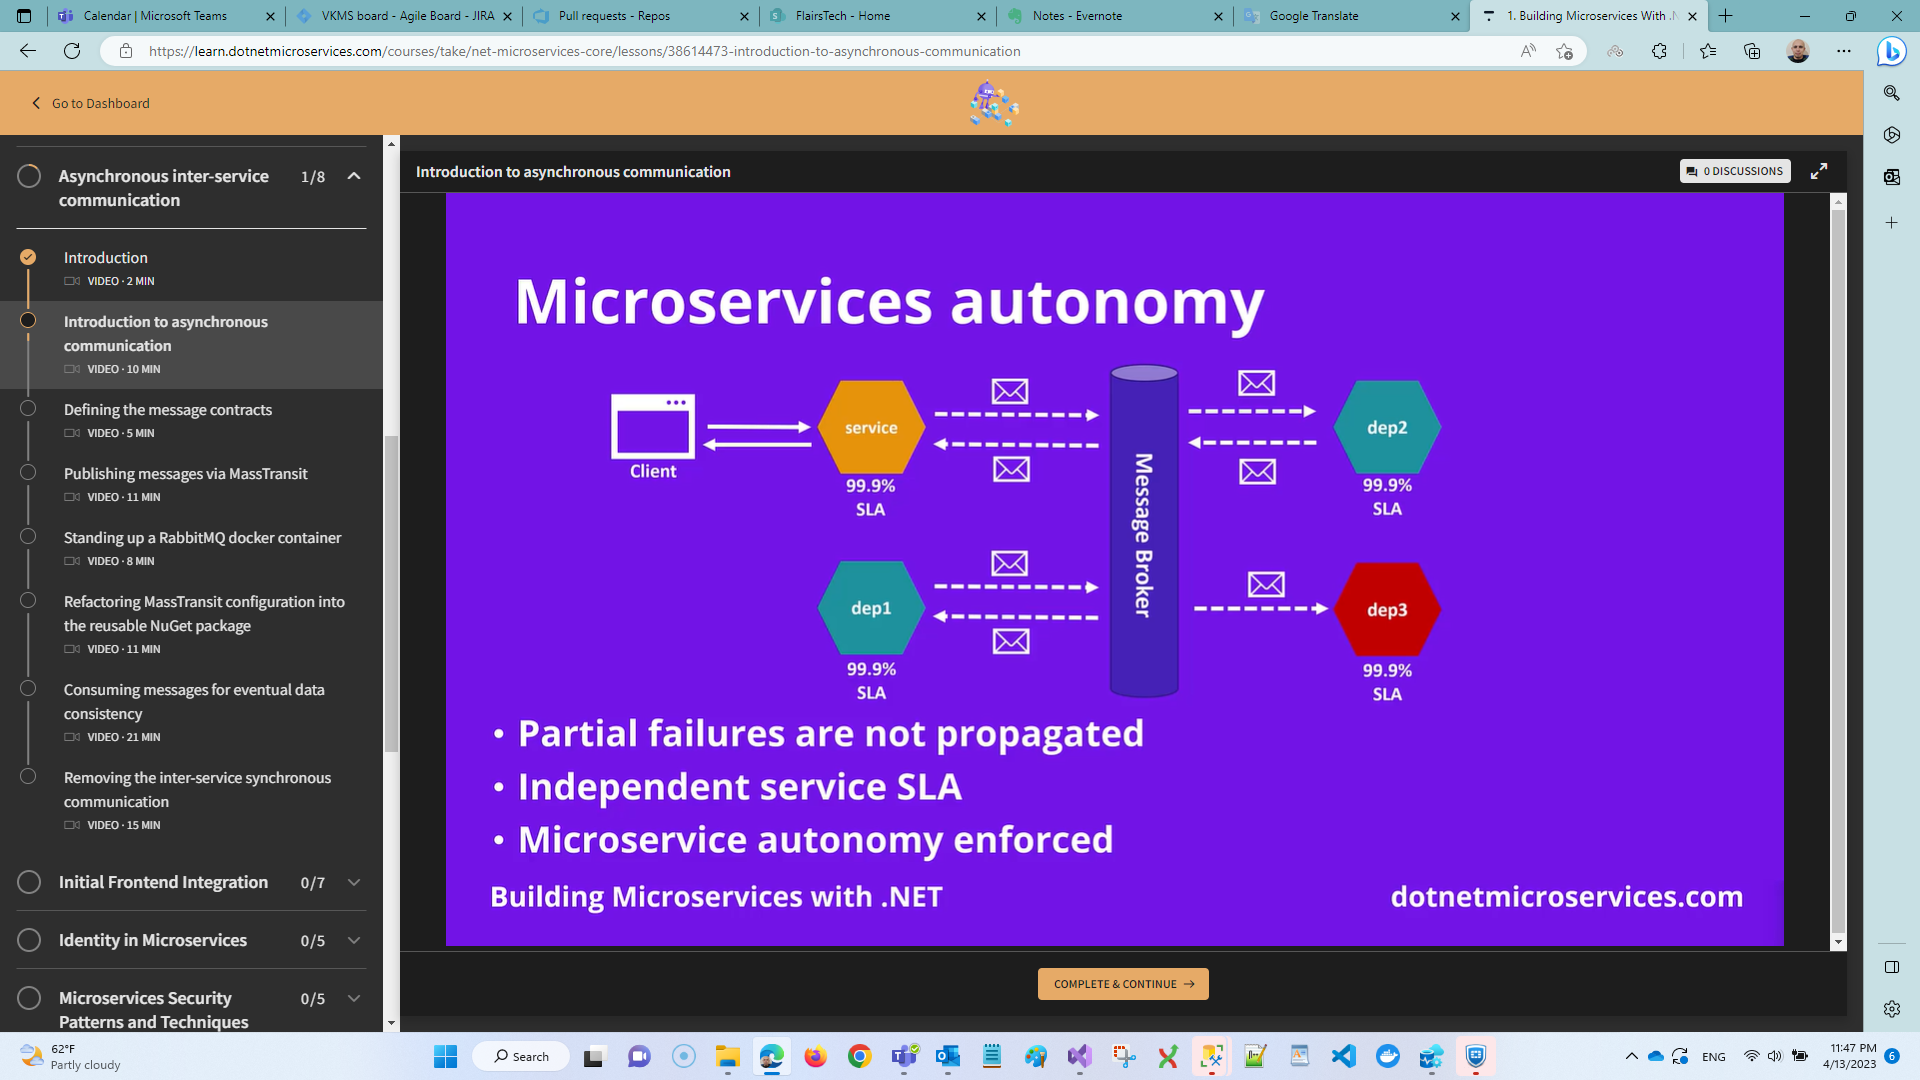 Calendar | Microsoft Teams
VKMS board - Agile Board - JIRA
Pull requests - Repos
FlairsTech - Home
Notes - Evernote
Google Translate
1. Building Microservices With .N
https://learn.dotnetmicroservices.com/courses/take/net-microservices-core/lessons/38614473-introduction-to-asynchronous-communication
Go to Dashboard
Asynchronous inter-service
communication
1/8
Introduction
VIDEO · 2 MIN
Introduction to asynchronous
communication
VIDEO · 10 MIN
Defining the message contracts
VIDEO · 5 MIN
Publishing messages via MassTransit
VIDEO · 11 MIN
Standing up a RabbitMQ docker container
VIDEO · 8 MIN
Refactoring MassTransit configuration into
the reusable NuGet package
VIDEO · 11 MIN
Consuming messages for eventual data
consistency
VIDEO · 21 MIN
Removing the inter-service synchronous
communication
VIDEO · 15 MIN
Initial Frontend Integration
0/7
Identity in Microservices
0/5
Microservices Security
Patterns and Techniques
0/5
Introduction to asynchronous communication
0 DISCUSSIONS
Microservices autonomy
Client
service
99.9%
SLA
dep2
99.9%
SLA
Message Broker
dep1
99.9%
SLA
dep3
99.9%
SLA
• Partial failures are not propagated
• Independent service SLA
• Microservice autonomy enforced
Building Microservices with .NET
dotnetmicroservices.com
COMPLETE & CONTINUE
62°F
Partly cloudy
Search
ENG
11:47 PM
4/13/2023
6